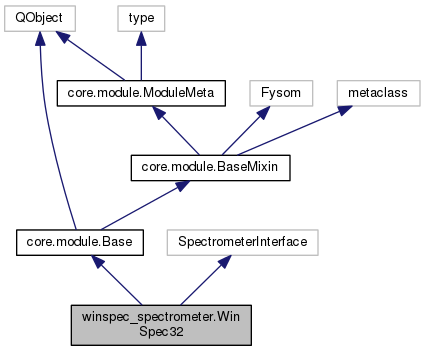 QObject
type
core.module.ModuleMeta
Fysom
metaclass
core.module.BaseMixin
core.module.Base
SpectrometerInterface
winspec_spectrometer.Win
Spec32